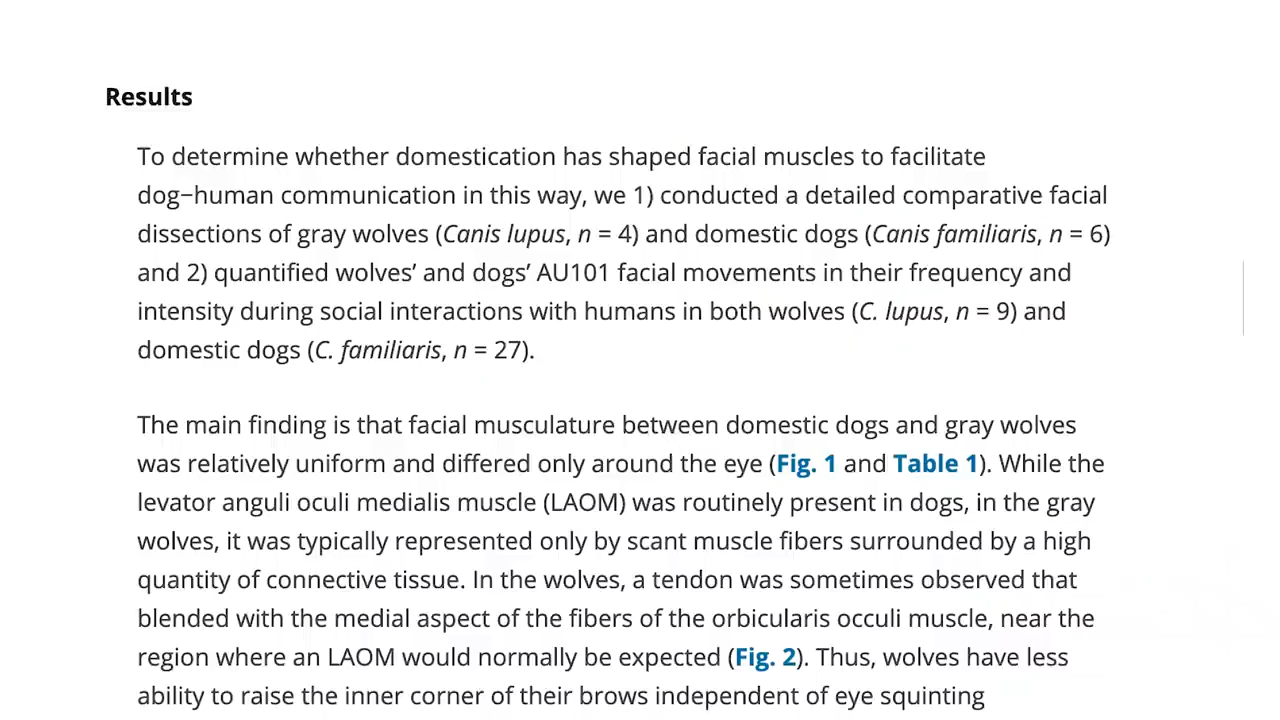 Results
To determine whether domestication has shaped facial muscles to facilitate
dog−human communication in this way, we 1) conducted a detailed comparative facial
dissections of gray wolves (Canis lupus, n = 4) and domestic dogs (Canis familiaris, n = 6)
and 2) quantified wolves’ and dogs’ AU101 facial movements in their frequency and
intensity during social interactions with humans in both wolves (C. lupus, n = 9) and
domestic dogs (C. familiaris, n = 27).
The main finding is that facial musculature between domestic dogs and gray wolves
was relatively uniform and differed only around the eye (Fig. 1 and Table 1). While the
levator anguli oculi medialis muscle (LAOM) was routinely present in dogs, in the gray
wolves, it was typically represented only by scant muscle fibers surrounded by a high
quantity of connective tissue. In the wolves, a tendon was sometimes observed that
blended with the medial aspect of the fibers of the orbicularis occuli muscle, near the
region where an LAOM would normally be expected (Fig. 2). Thus, wolves have less
ability to raise the inner corner of their brows independent of eye squinting